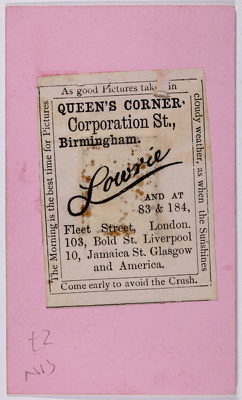 As good Pictures taken in
cloudy weather, as when the Sunshines
The Morning is the best time for Pictures
QUEEN'S CORNER.
Corporation St.,
Birmingham.
Lowrie
AND AT
83 & 184,
Fleet Street, London.
103, Bold St. Liverpool
10, Jamaica St. Glasgow
and America.
Come early to avoid the Crush.
£2